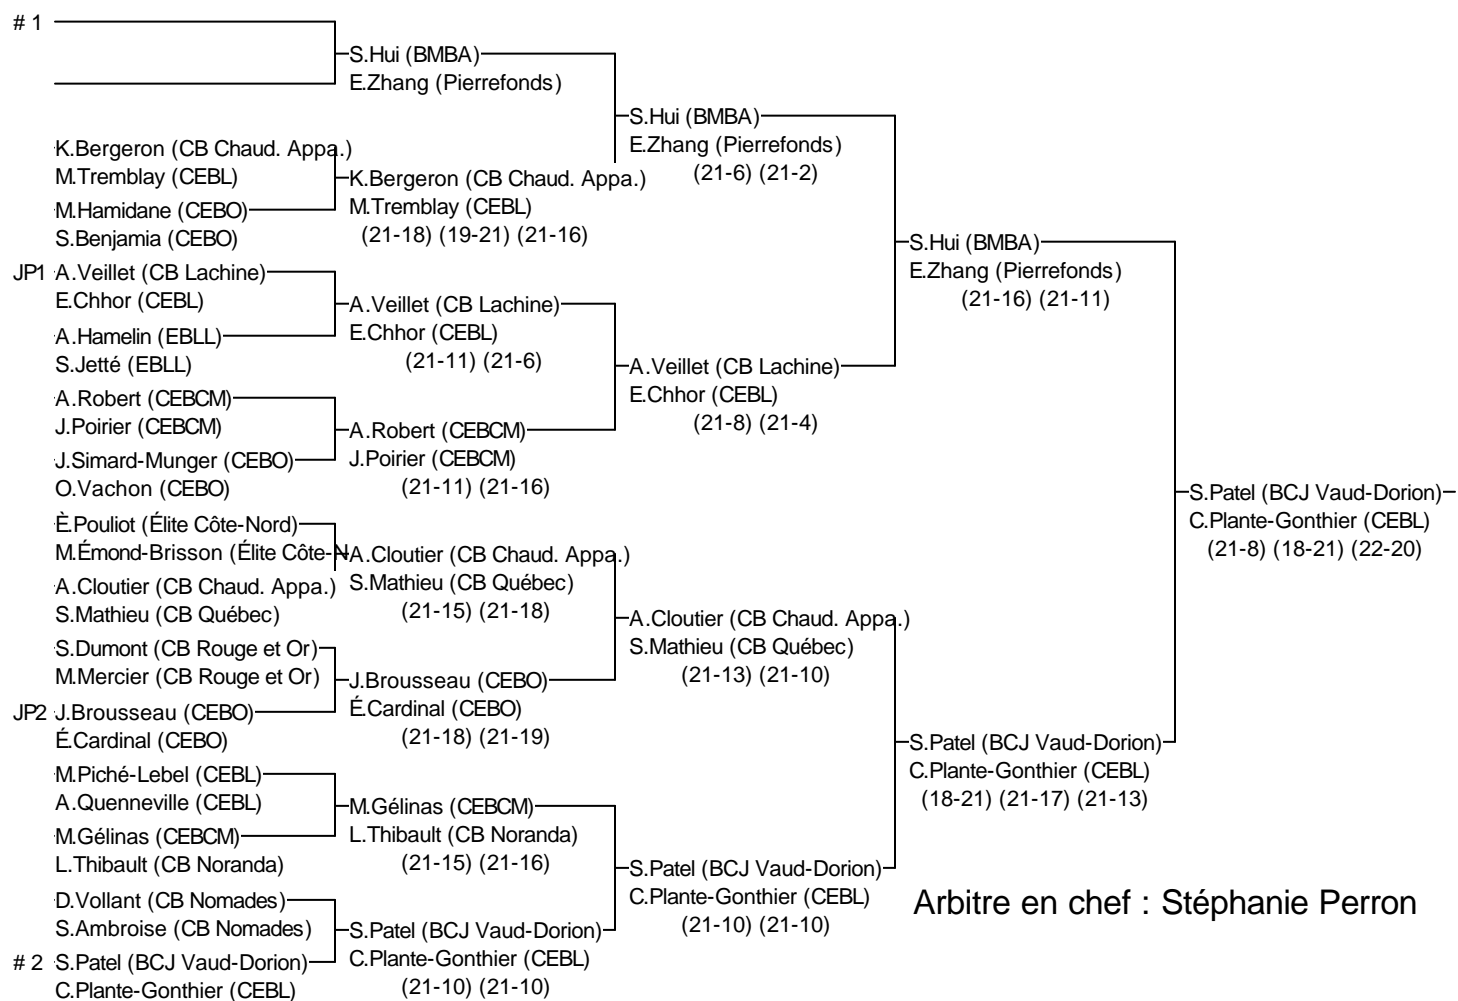 # 1
S.Hui (BMBA)
E.Zhang (Pierrefonds)
S.Hui (BMBA)
E.Zhang (Pierrefonds)
(21-6) (21-2)
K.Bergeron (CB Chaud. Appa.)
M.Tremblay (CEBL)
K.Bergeron (CB Chaud. Appa.)
M.Tremblay (CEBL)
(21-18) (19-21) (21-16)
M.Hamidane (CEBO)
S.Benjamia (CEBO)
S.Hui (BMBA)
E.Zhang (Pierrefonds)
(21-16) (21-11)
JP1 A.Veillet (CB Lachine)
E.Chhor (CEBL)
A.Veillet (CB Lachine)
E.Chhor (CEBL)
(21-11) (21-6)
A.Hamelin (EBLL)
S.Jetté (EBLL)
A.Veillet (CB Lachine)
E.Chhor (CEBL)
(21-8) (21-4)
A.Robert (CEBCM)
J.Poirier (CEBCM)
A.Robert (CEBCM)
J.Poirier (CEBCM)
(21-11) (21-16)
J.Simard-Munger (CEBO)
O.Vachon (CEBO)
S.Patel (BCJ Vaud-Dorion)
C.Plante-Gonthier (CEBL)
(21-8) (18-21) (22-20)
È.Pouliot (Élite Côte-Nord)
M.Émond-Brisson (Élite Côte-N
A.Cloutier (CB Chaud. Appa.)
S.Mathieu (CB Québec)
(21-15) (21-18)
A.Cloutier (CB Chaud. Appa.)
S.Mathieu (CB Québec)
A.Cloutier (CB Chaud. Appa.)
S.Mathieu (CB Québec)
(21-13) (21-10)
S.Dumont (CB Rouge et Or)
M.Mercier (CB Rouge et Or)
J.Brousseau (CEBO)
É.Cardinal (CEBO)
(21-18) (21-19)
JP2 J.Brousseau (CEBO)
É.Cardinal (CEBO)
S.Patel (BCJ Vaud-Dorion)
C.Plante-Gonthier (CEBL)
(18-21) (21-17) (21-13)
M.Piché-Lebel (CEBL)
A.Quenneville (CEBL)
M.Gélinas (CEBCM)
L.Thibault (CB Noranda)
(21-15) (21-16)
M.Gélinas (CEBCM)
L.Thibault (CB Noranda)
S.Patel (BCJ Vaud-Dorion)
C.Plante-Gonthier (CEBL)
(21-10) (21-10)
D.Vollant (CB Nomades)
S.Ambroise (CB Nomades)
S.Patel (BCJ Vaud-Dorion)
C.Plante-Gonthier (CEBL)
(21-10) (21-10)
# 2 S.Patel (BCJ Vaud-Dorion)
C.Plante-Gonthier (CEBL)
Arbitre en chef : Stéphanie Perron